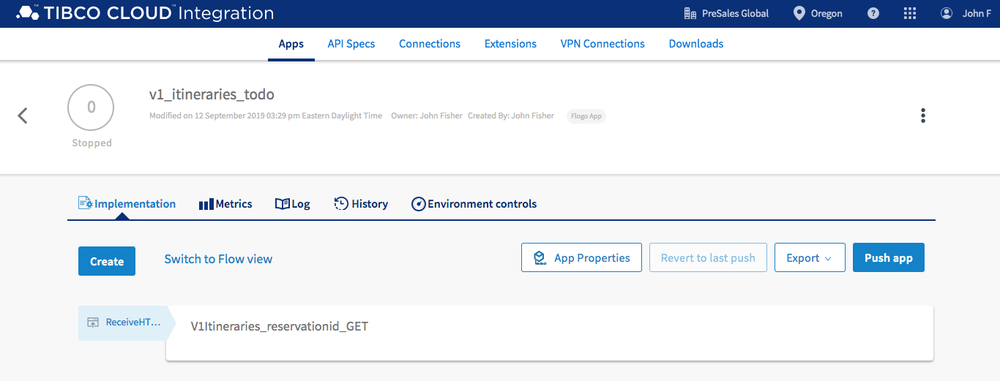 TIBCO CLOUD™ Integration PreSales Global Oregon ? John F
Apps API Specs Connections Extensions VPN Connections Downloads
0
Stopped
v1_itineraries_todo
Modified on 12 September 2019 03:29 pm Eastern Daylight Time Owner: John Fisher Created By: John Fisher Flogo App
Implementation Metrics Log History Environment controls
Create Switch to Flow view App Properties Revert to last push Export Push app
ReceiveHT... V1Itineraries_reservationid_GET